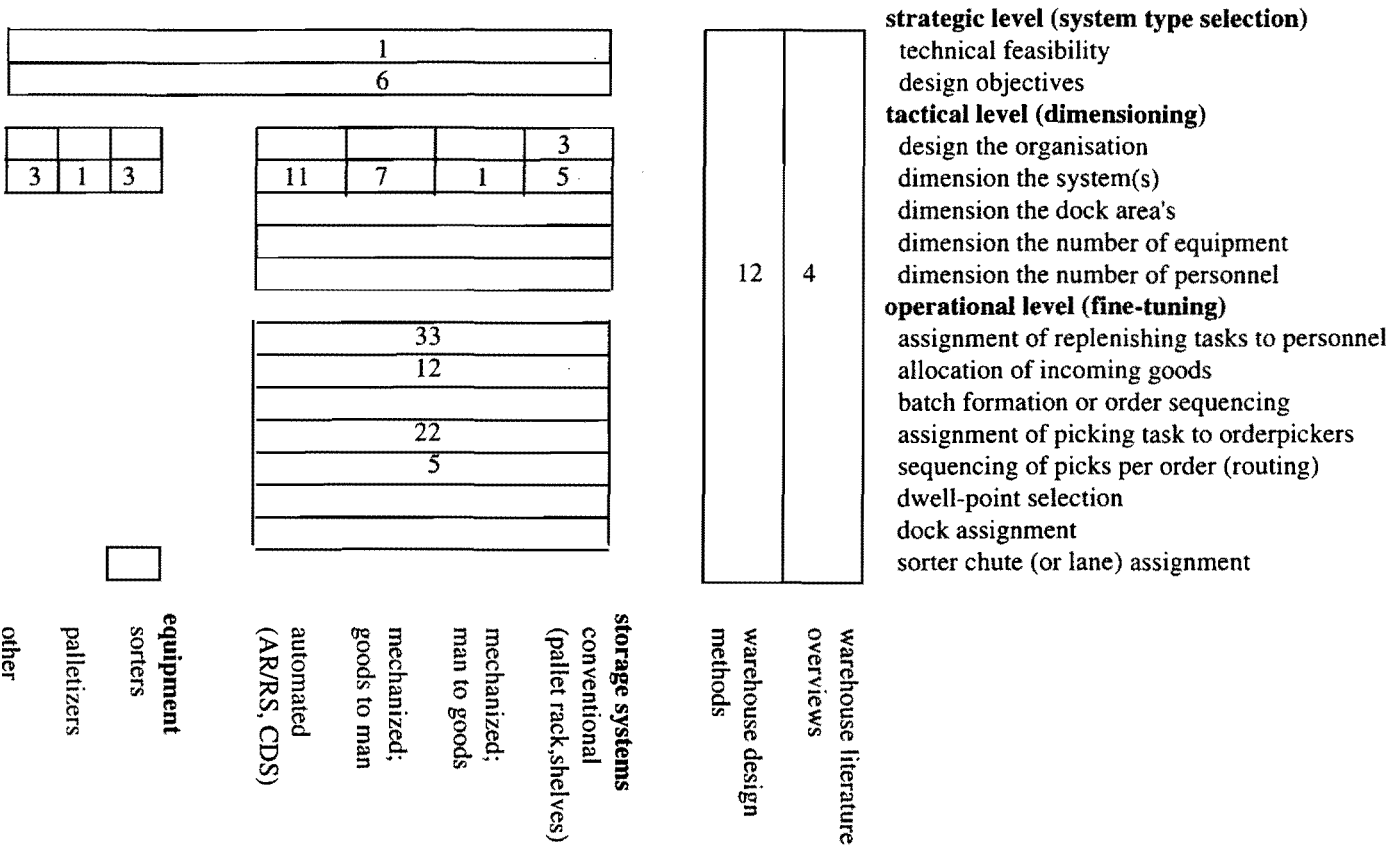 strategic level (system type selection)
1 technical feasibility
6 design objectives
tactical level (dimensioning)
3 design the organisation
3 1 3 11 7 1 5 dimension the system(s)
dimension the dock area's
dimension the number of equipment
12 4 dimension the number of personnel
operational level (fine-tuning)
33 assignment of replenishing tasks to personnel
12 allocation of incoming goods
batch formation or order sequencing
22 assignment of picking task to orderpickers
5 sequencing of picks per order (routing)
dwell-point selection
dock assignment
sorter chute (or lane) assignment
other
palletizers
sorters
equipment
automated
(AR/RS, CDS)
mechanized;
goods to man
mechanized;
man to goods
storage systems
conventional
(pallet rack,shelves)
warehouse design
methods
warehouse literature
overviews